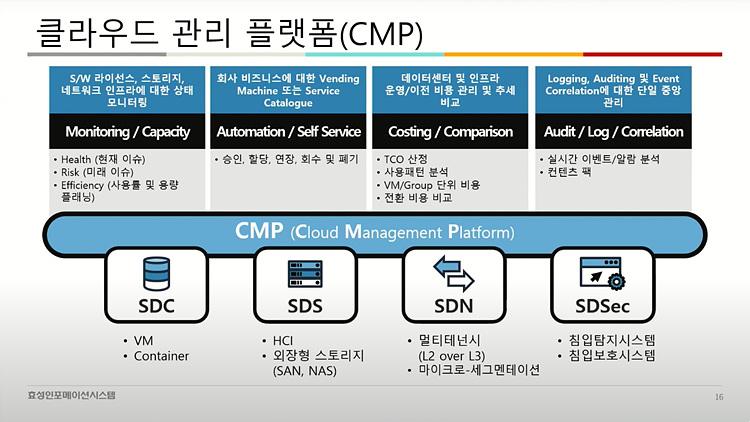 클라우드 관리 플랫폼(CMP)
S/W 라이선스, 스토리지,
네트워크 인프라에 대한 상태
모니터링
Monitoring / Capacity
• Health (현재 이슈)
• Risk (미래 이슈)
• Efficiency (사용률 및 용량
플래닝)
회사 비즈니스에 대한 Vending
Machine 또는 Service
Catalogue
Automation / Self Service
• 승인, 할당, 연장, 회수 및 폐기
데이터센터 및 인프라
운영/이전 비용 관리 및 추세
비교
Costing / Comparison
• TCO 산정
• 사용패턴 분석
• VM/Group 단위 비용
• 전환 비용 비교
Logging, Auditing 및 Event
Correlation에 대한 단일 중앙
관리
Audit / Log / Correlation
• 실시간 이벤트/알람 분석
• 컨텐츠 팩
CMP (Cloud Management Platform)
SDC
• VM
• Container
SDS
• HCI
• 외장형 스토리지
(SAN, NAS)
SDN
• 멀티테넌시
(L2 over L3)
• 마이크로-세그멘테이션
SDSec
• 침입탐지시스템
• 침입보호시스템
효성인포메이션시스템
16